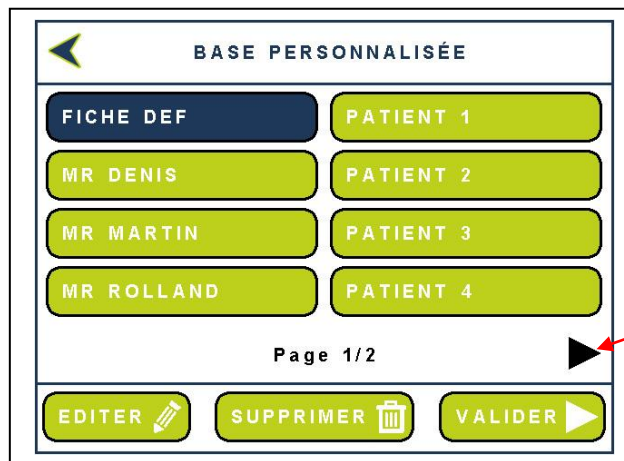 BASE PERSONNALISÉE
FICHE DEF
PATIENT 1
MR DENIS
PATIENT 2
MR MARTIN
PATIENT 3
MR ROLLAND
PATIENT 4
Page 1/2
EDITER
SUPPRIMER
VALIDER